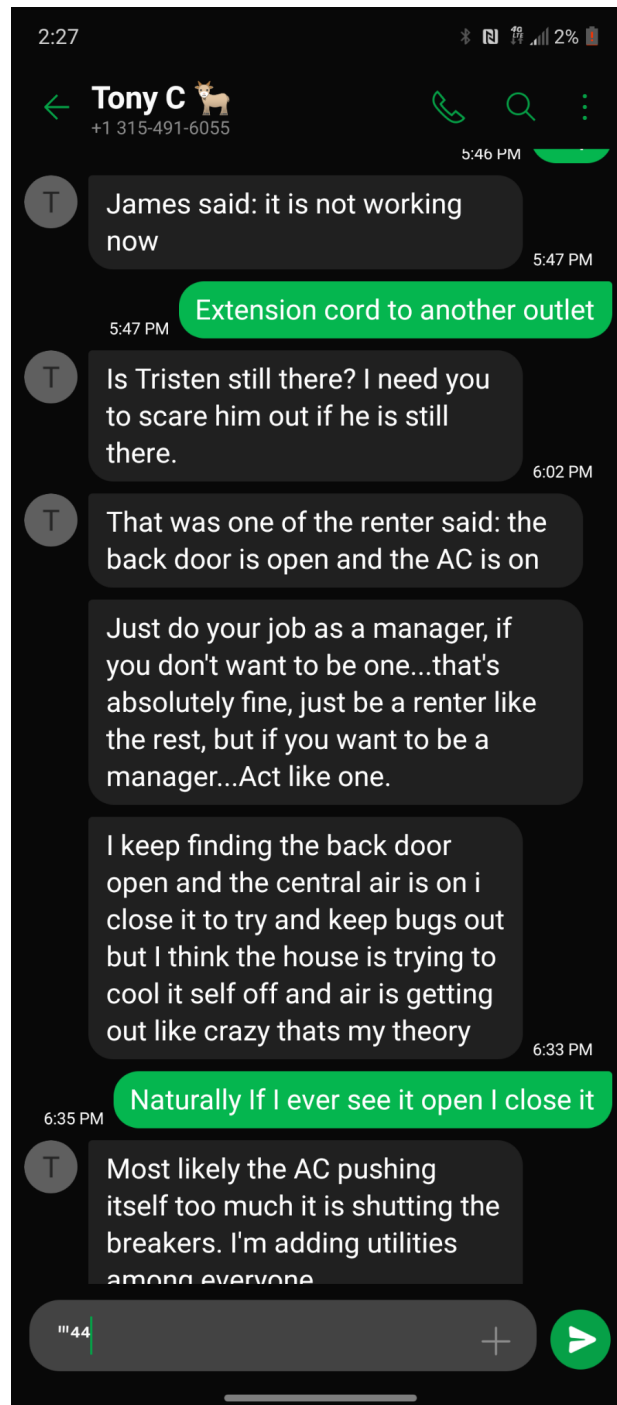 2:27 4G LTE 2%
Tony C
+1 315-491-6055
5:46 PM
T
James said: it is not working
now
5:47 PM
Extension cord to another outlet
5:47 PM
T
Is Tristen still there? I need you
to scare him out if he is still
there.
6:02 PM
T
That was one of the renter said: the
back door is open and the AC is on
Just do your job as a manager, if
you don't want to be one...that's
absolutely fine, just be a renter like
the rest, but if you want to be a
manager...Act like one.
I keep finding the back door
open and the central air is on i
close it to try and keep bugs out
but I think the house is trying to
cool it self off and air is getting
out like crazy thats my theory
6:33 PM
Naturally If I ever see it open I close it
6:35 PM
T
Most likely the AC pushing
itself too much it is shutting the
breakers. I'm adding utilities
among everyone
"'44